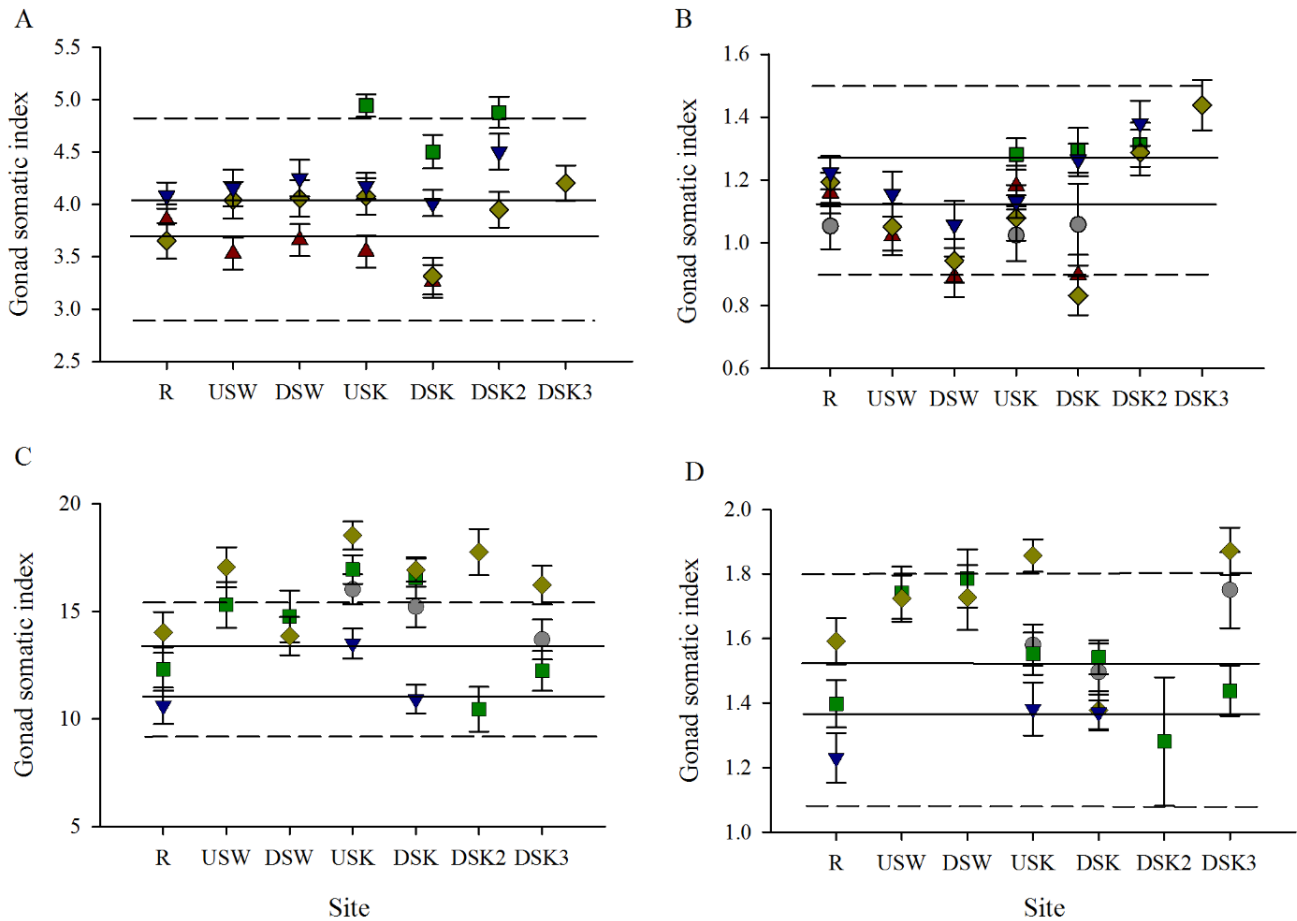 A
Gonad somatic index
5.5
5.0
4.5
4.0
3.5
3.0
2.5
R USW DSW USK DSK DSK2 DSK3
B
Gonad somatic index
1.6
1.4
1.2
1.0
0.8
0.6
R USW DSW USK DSK DSK2 DSK3
C
Gonad somatic index
20
15
10
5
R USW DSW USK DSK DSK2 DSK3
Site
D
Gonad somatic index
2.0
1.8
1.6
1.4
1.2
1.0
R USW DSW USK DSK DSK2 DSK3
Site